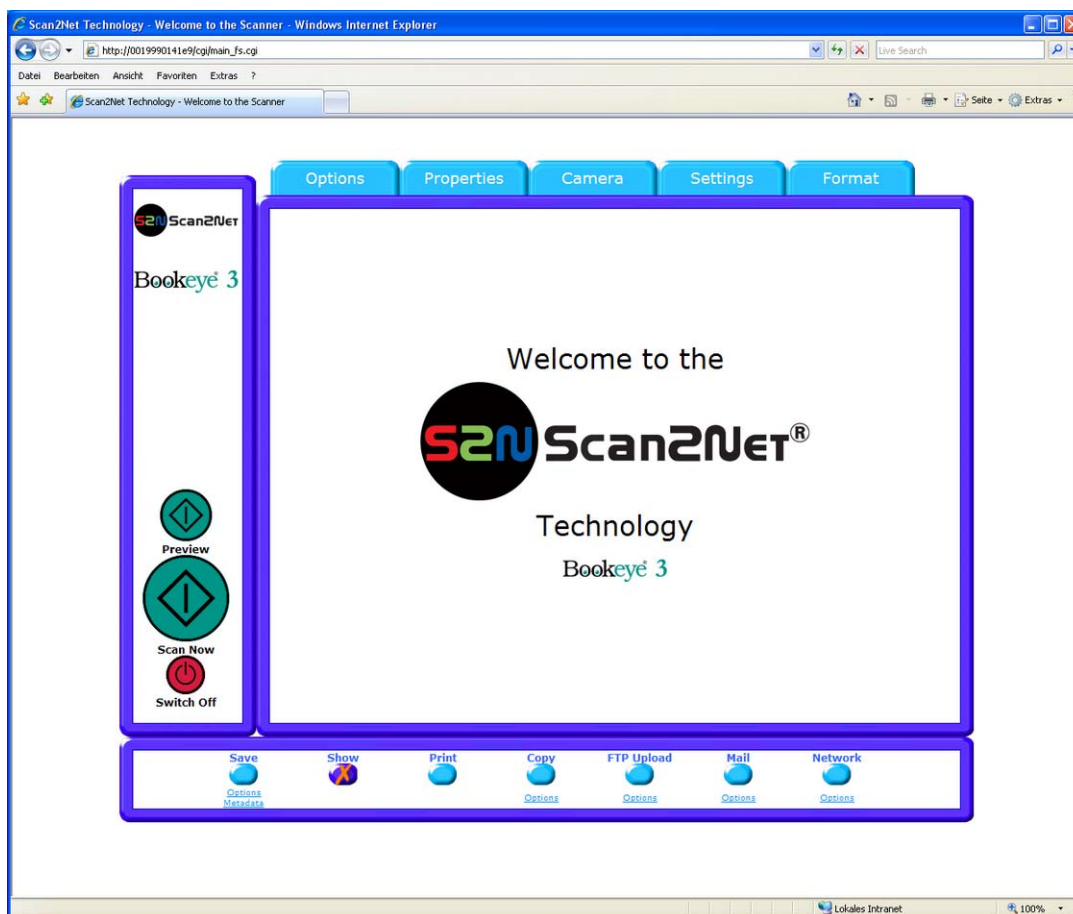 Scan2Net Technology - Welcome to the Scanner - Windows Internet Explorer
http://0019990141e9/cgi/main_fs.cgi
Live Search
Datei Bearbeiten Ansicht Favoriten Extras ?
Scan2Net Technology - Welcome to the Scanner
Seite Extras
Options Properties Camera Settings Format
S2N Scan2Net
Bookeye® 3
Welcome to the
S2N Scan2Net®
Technology
Bookeye® 3
Preview
Scan Now
Switch Off
Save Show Print Copy FTP Upload Mail Network
X
Options Options Options Options Options
Metadata
Lokales Intranet 100%